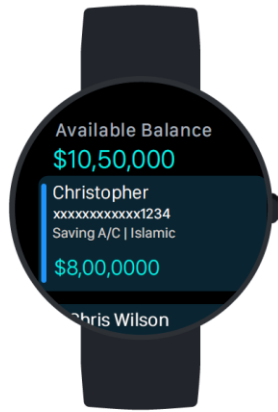 Available Balance
$10,50,000
Christopher
xxxxxxxxxxxx1234
Saving A/C | Islamic
$8,00,0000
Chris Wilson